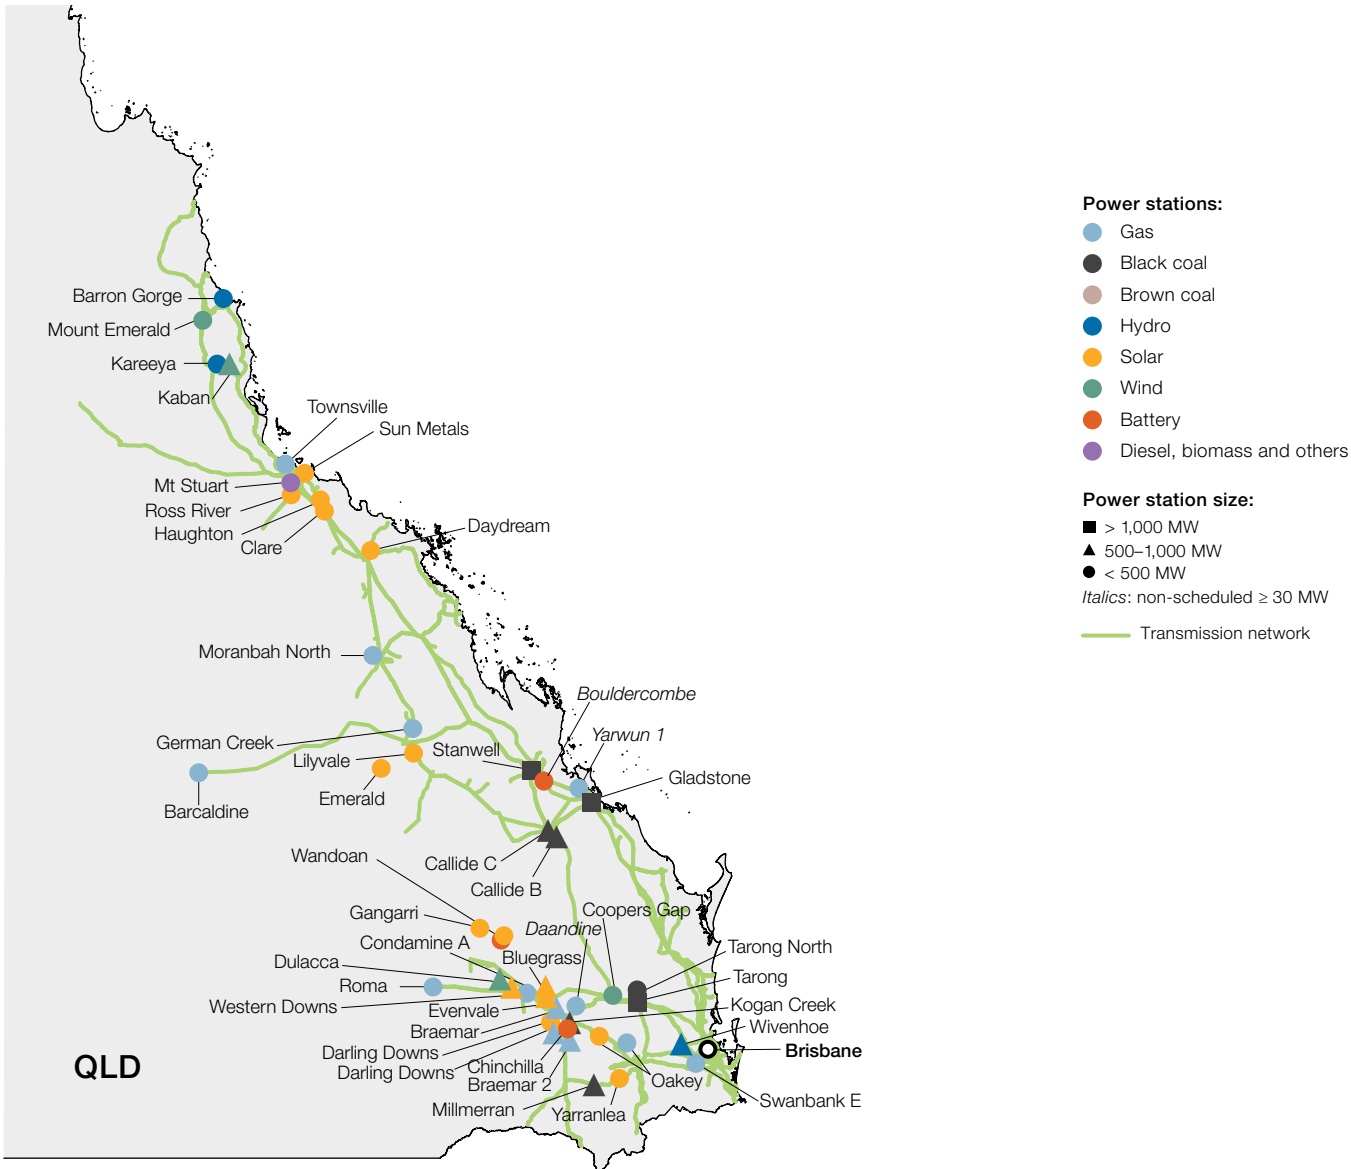 Barron Gorge
Mount Emerald
Kareeya
Kaban
Townsville
Sun Metals
Mt Stuart
Ross River
Haughton
Clare
Daydream
Moranbah North
Bouldercombe
Yarwun 1
German Creek
Stanwell
Lilyvale
Gladstone
Emerald
Barcaldine
Wandoan
Callide C
Callide B
Gangarri
Coopers Gap
Daandine
Condamine A
Tarong North
Bluegrass
Dulacca
Tarong
Roma
Western Downs
Kogan Creek
Evenvale
Wivenhoe
Braemar
Brisbane
Darling Downs
Chinchilla
Darling Downs
Braemar 2
Oakey
QLD
Swanbank E
Millmerran
Yarranlea
Power stations:
Gas
Black coal
Brown coal
Hydro
Solar
Wind
Battery
Diesel, biomass and others
Power station size:
> 1,000 MW
500–1,000 MW
< 500 MW
Italics: non-scheduled ≥ 30 MW
Transmission network